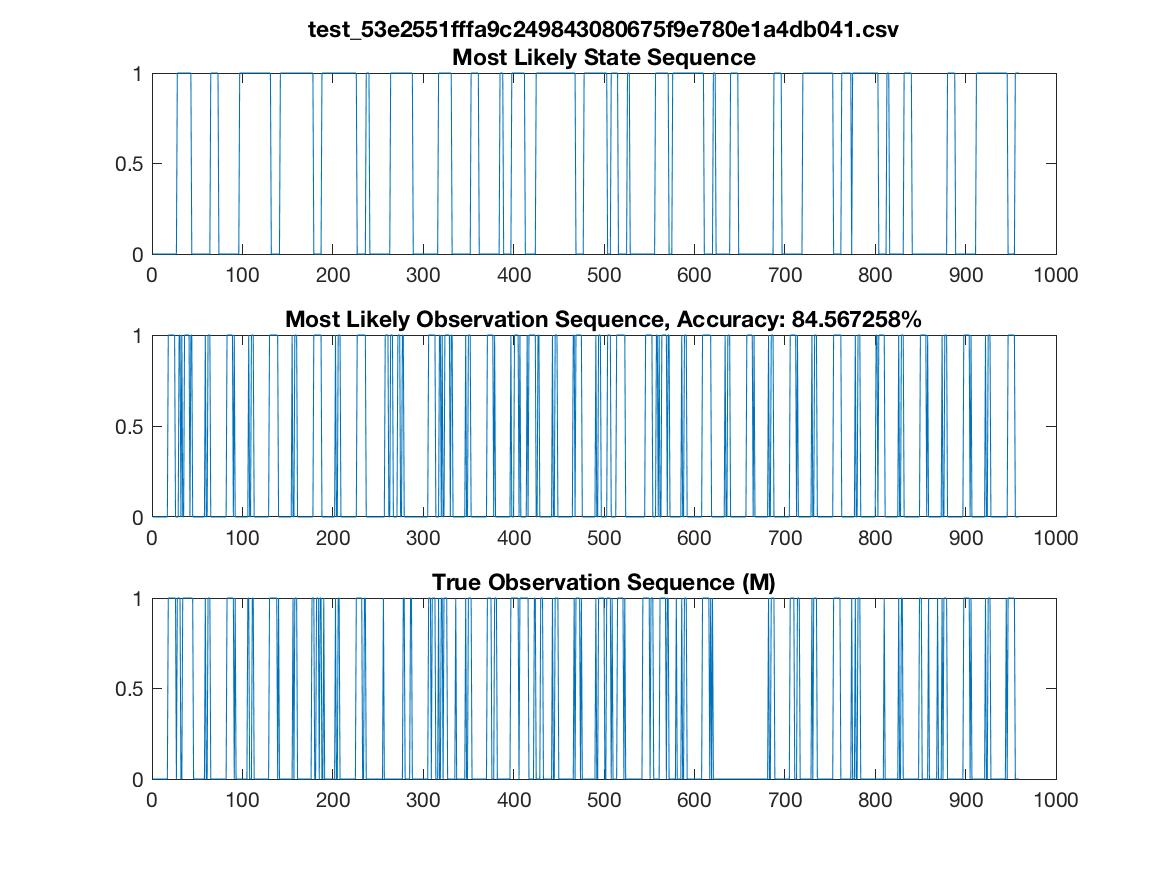 test_53e2551fffa9c249843080675f9e780e1a4db041.csv
Most Likely State Sequence
1
0.5
0
0 100 200 300 400 500 600 700 800 900 1000
Most Likely Observation Sequence, Accuracy: 84.567258%
1
0.5
0
0 100 200 300 400 500 600 700 800 900 1000
True Observation Sequence (M)
1
0.5
0
0 100 200 300 400 500 600 700 800 900 1000